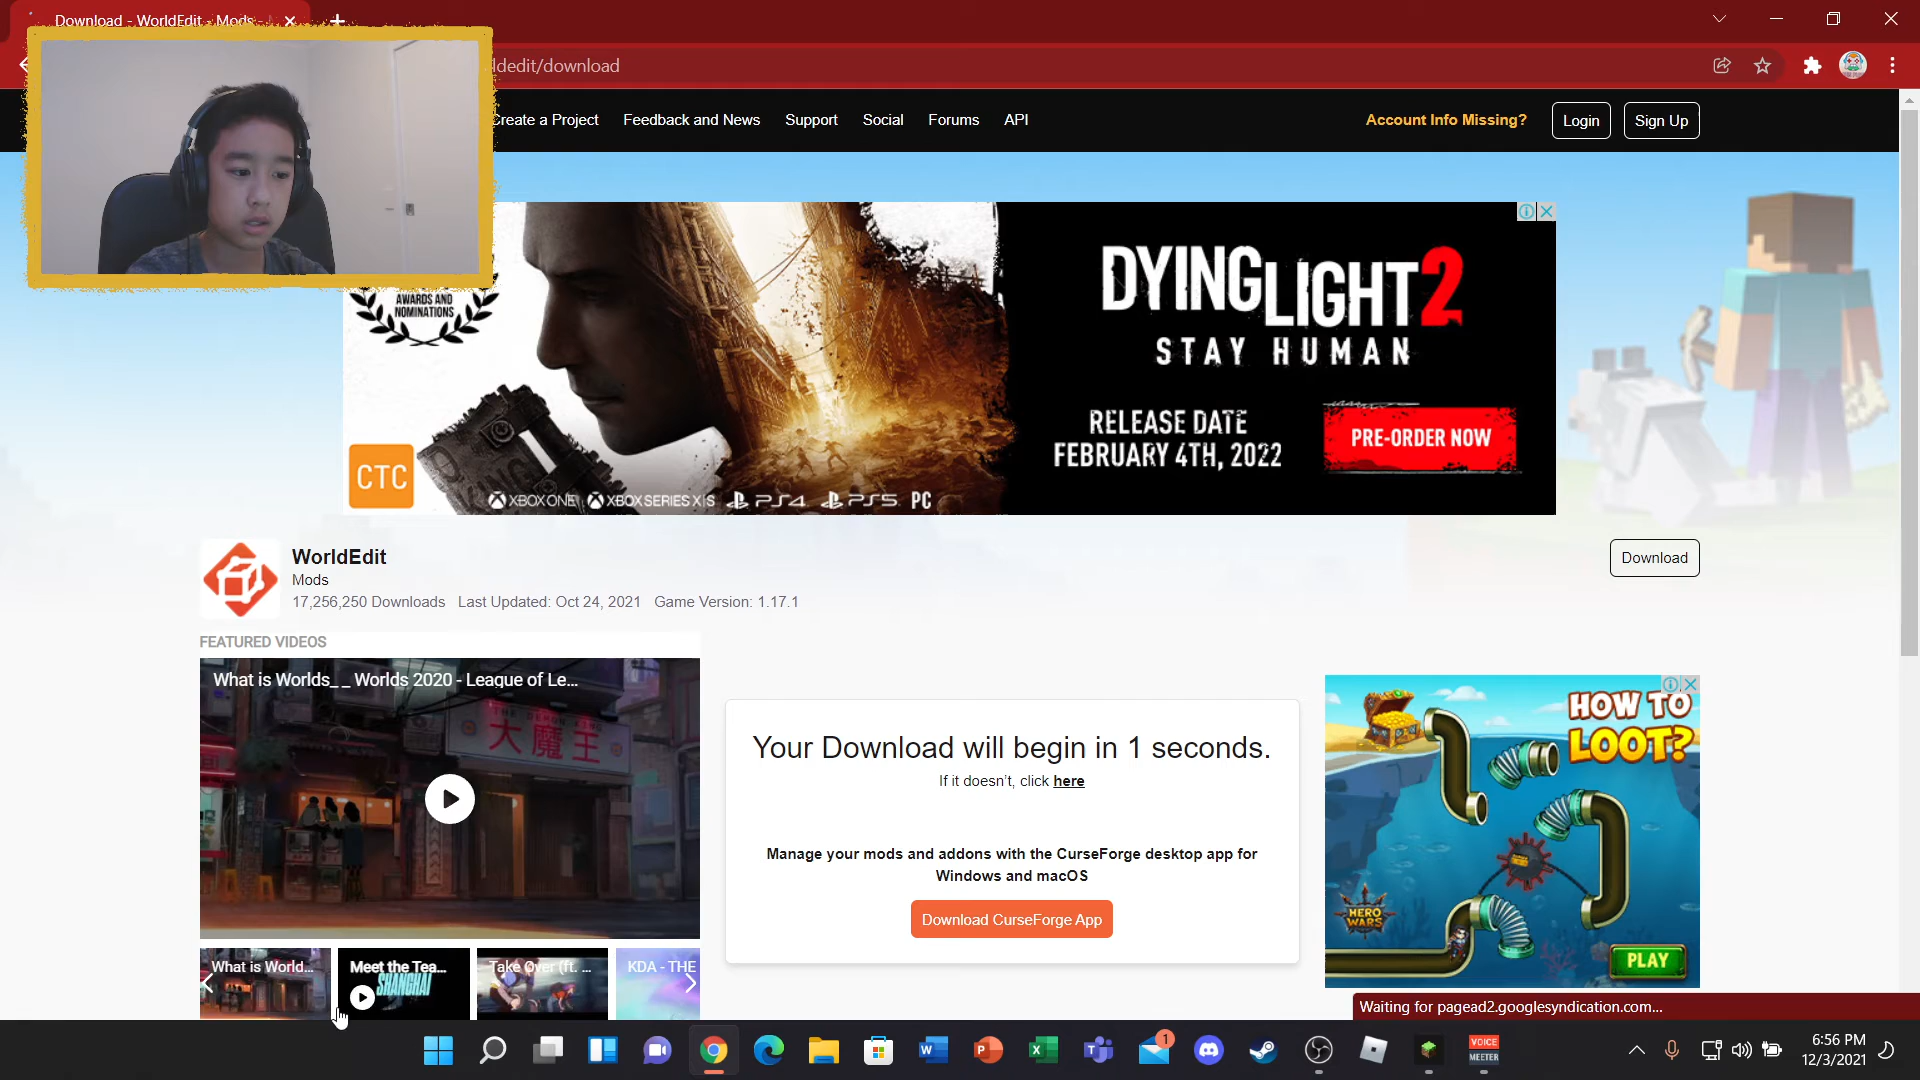 Download - WorldEdit - Mods -
ldedit/download
Create a Project
Feedback and News
Support
Social
Forums
API
Account Info Missing?
Login
Sign Up
AWARDS AND
NOMINATIONS
DYING LIGHT 2
STAY HUMAN
RELEASE DATE
FEBRUARY 4TH, 2022
PRE-ORDER NOW
CTC
XBOX ONE XBOX SERIES X|S PS4 PS5 PC
WorldEdit
Mods
17,256,250 Downloads Last Updated: Oct 24, 2021 Game Version: 1.17.1
Download
FEATURED VIDEOS
What is Worlds_ _ Worlds 2020 - League of Le...
THE DEMON KING
大魔王
Your Download will begin in 1 seconds.
If it doesn't, click here
Manage your mods and addons with the CurseForge desktop app for
Windows and macOS
Download CurseForge App
HOW TO
LOOT?
HERO
WARS
PLAY
What is World...
Meet the Tea...
SHANGHAI
Take Over (ft. ...
KDA - THE
Waiting for pagead2.googlesyndication.com...
1
VOICE
MEETER
6:56 PM
12/3/2021